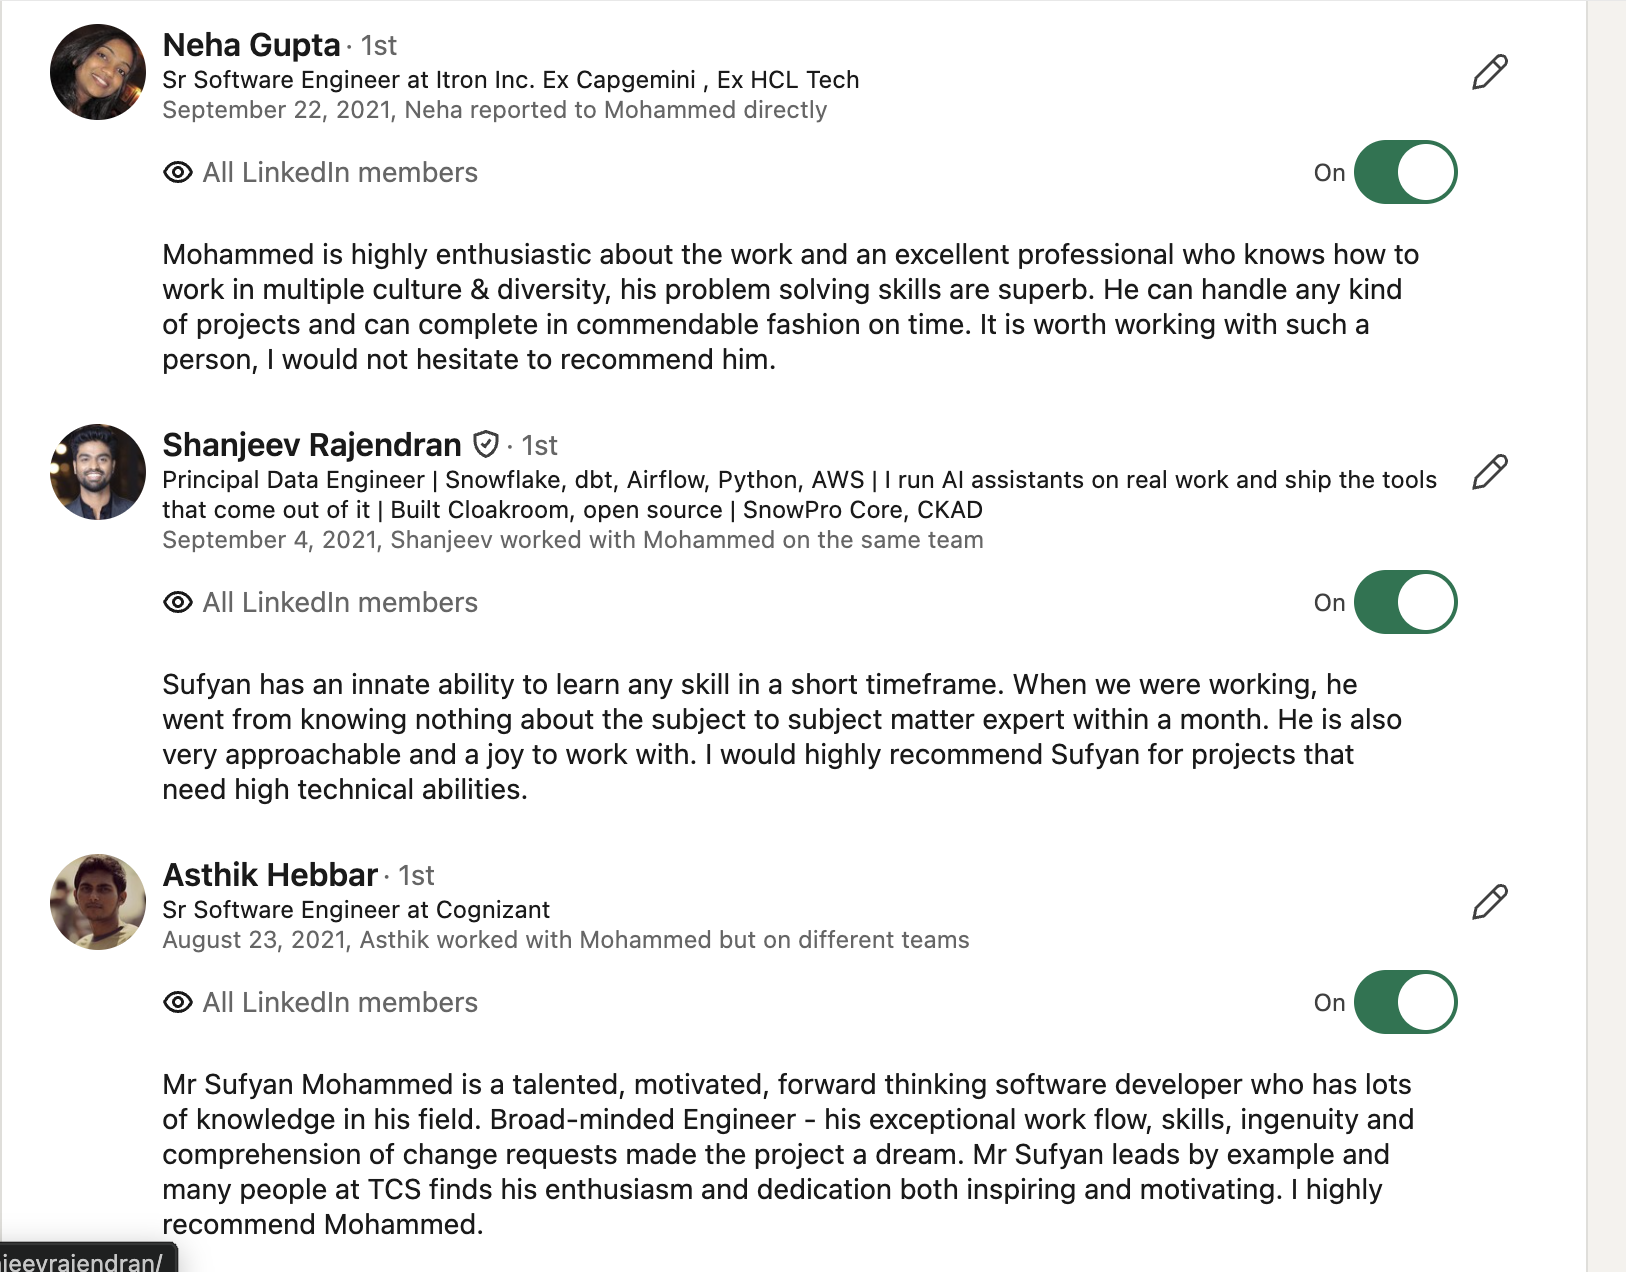 Neha Gupta · 1st
Sr Software Engineer at Itron Inc. Ex Capgemini , Ex HCL Tech
September 22, 2021, Neha reported to Mohammed directly
All LinkedIn members
On
Mohammed is highly enthusiastic about the work and an excellent professional who knows how to
work in multiple culture & diversity, his problem solving skills are superb. He can handle any kind
of projects and can complete in commendable fashion on time. It is worth working with such a
person, I would not hesitate to recommend him.
Shanjeev Rajendran · 1st
Principal Data Engineer | Snowflake, dbt, Airflow, Python, AWS | I run AI assistants on real work and ship the tools
that come out of it | Built Cloakroom, open source | SnowPro Core, CKAD
September 4, 2021, Shanjeev worked with Mohammed on the same team
All LinkedIn members
On
Sufyan has an innate ability to learn any skill in a short timeframe. When we were working, he
went from knowing nothing about the subject to subject matter expert within a month. He is also
very approachable and a joy to work with. I would highly recommend Sufyan for projects that
need high technical abilities.
Asthik Hebbar · 1st
Sr Software Engineer at Cognizant
August 23, 2021, Asthik worked with Mohammed but on different teams
All LinkedIn members
On
Mr Sufyan Mohammed is a talented, motivated, forward thinking software developer who has lots
of knowledge in his field. Broad-minded Engineer - his exceptional work flow, skills, ingenuity and
comprehension of change requests made the project a dream. Mr Sufyan leads by example and
many people at TCS finds his enthusiasm and dedication both inspiring and motivating. I highly
recommend Mohammed.
jeevrajendran/